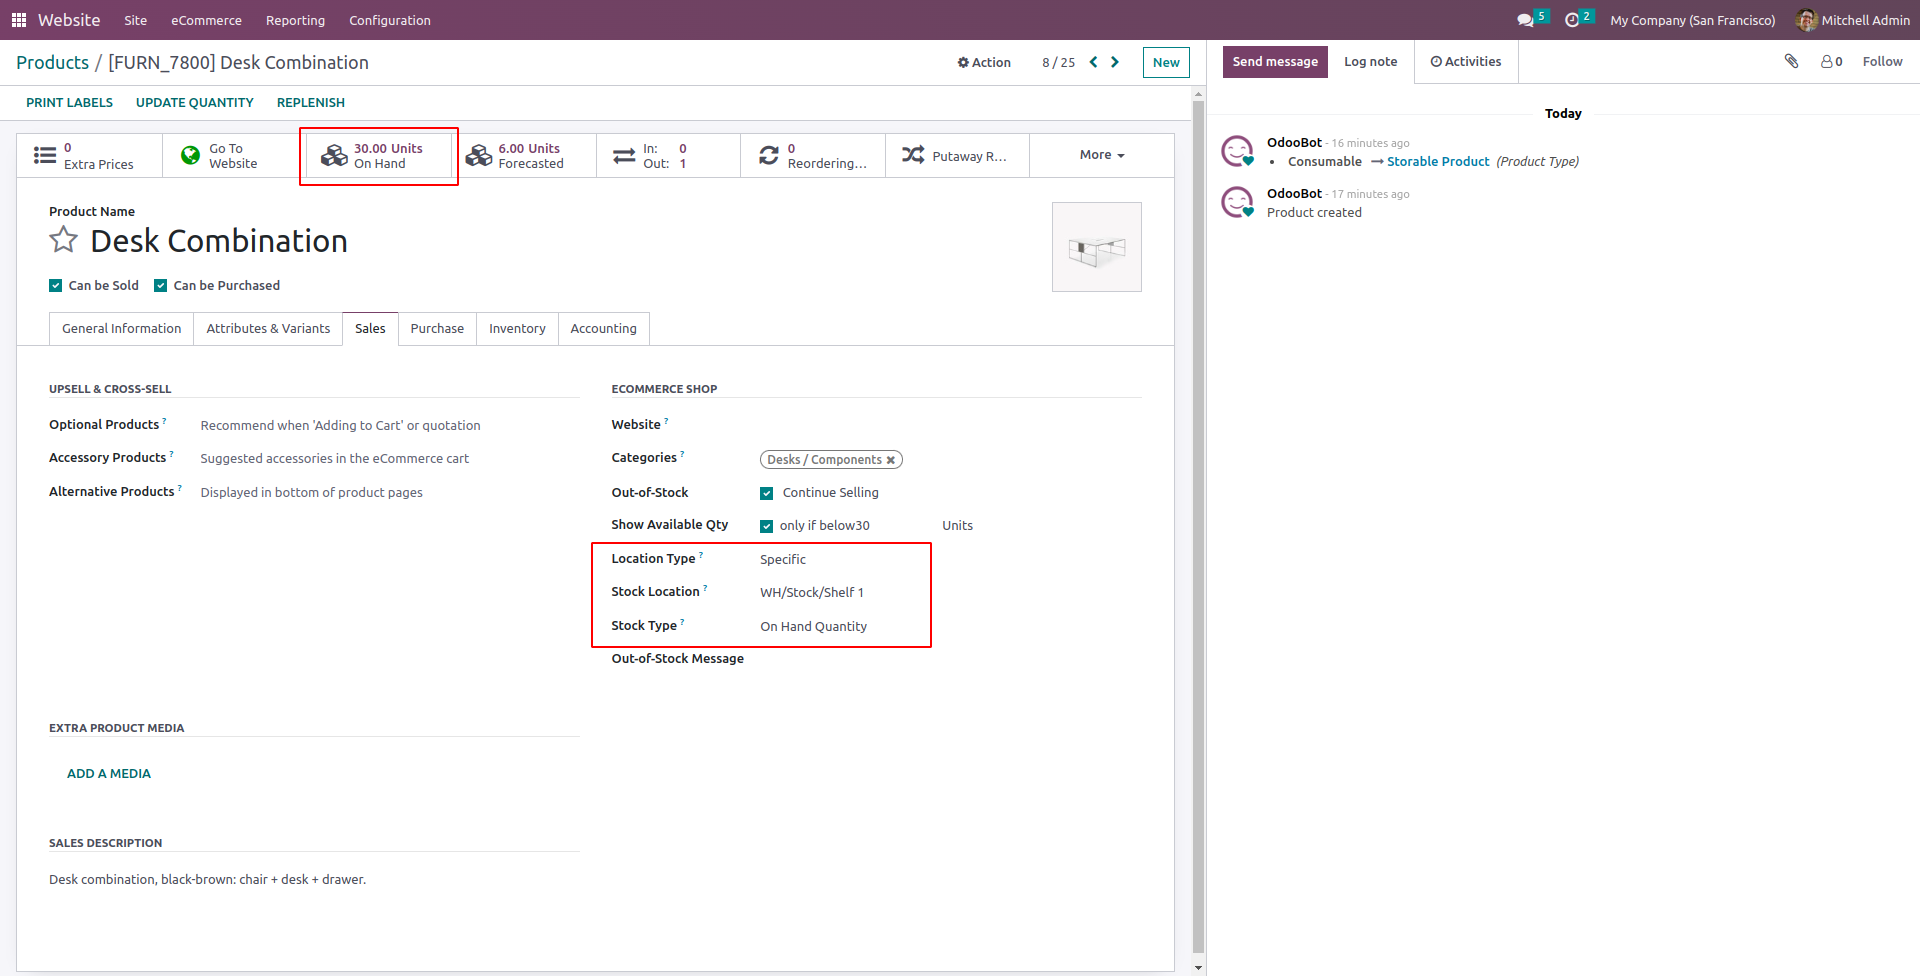 Website Site eCommerce Reporting Configuration 5 2 My Company (San Francisco) Mitchell Admin
Products / [FURN_7800] Desk Combination Action 8 / 25 New
PRINT LABELS UPDATE QUANTITY REPLENISH
0 Extra Prices
Go To Website
30.00 Units On Hand
6.00 Units Forecasted
In: 0
Out: 1
0 Reordering...
Putaway R...
More
Product Name
Desk Combination
Can be Sold Can be Purchased
General Information Attributes & Variants Sales Purchase Inventory Accounting
UPSELL & CROSS-SELL
Optional Products ? Recommend when 'Adding to Cart' or quotation
Accessory Products ? Suggested accessories in the eCommerce cart
Alternative Products ? Displayed in bottom of product pages
ECOMMERCE SHOP
Website ?
Categories ? Desks / Components ✖
Out-of-Stock Continue Selling
Show Available Qty only if below30 Units
Location Type ? Specific
Stock Location ? WH/Stock/Shelf 1
Stock Type ? On Hand Quantity
Out-of-Stock Message
EXTRA PRODUCT MEDIA
ADD A MEDIA
SALES DESCRIPTION
Desk combination, black-brown: chair + desk + drawer.
Send message Log note Activities 0 Follow
Today
OdooBot - 16 minutes ago
• Consumable → Storable Product (Product Type)
OdooBot - 17 minutes ago
Product created